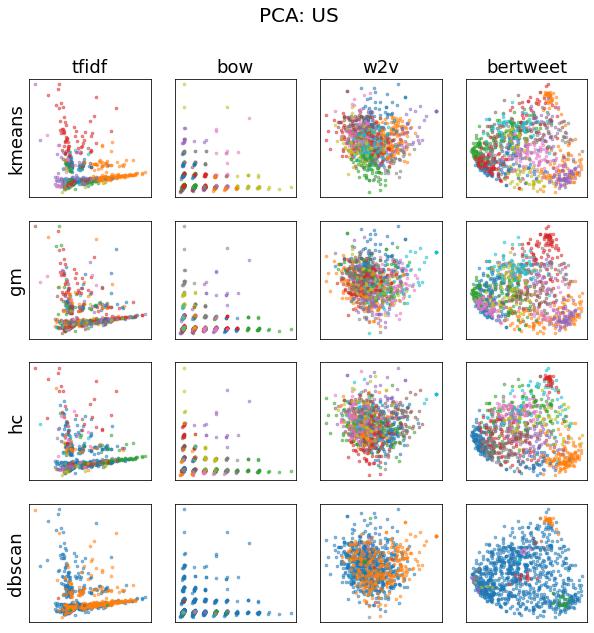 PCA: US
tfidf
bow
w2v
bertweet
kmeans
gm
hc
dbscan